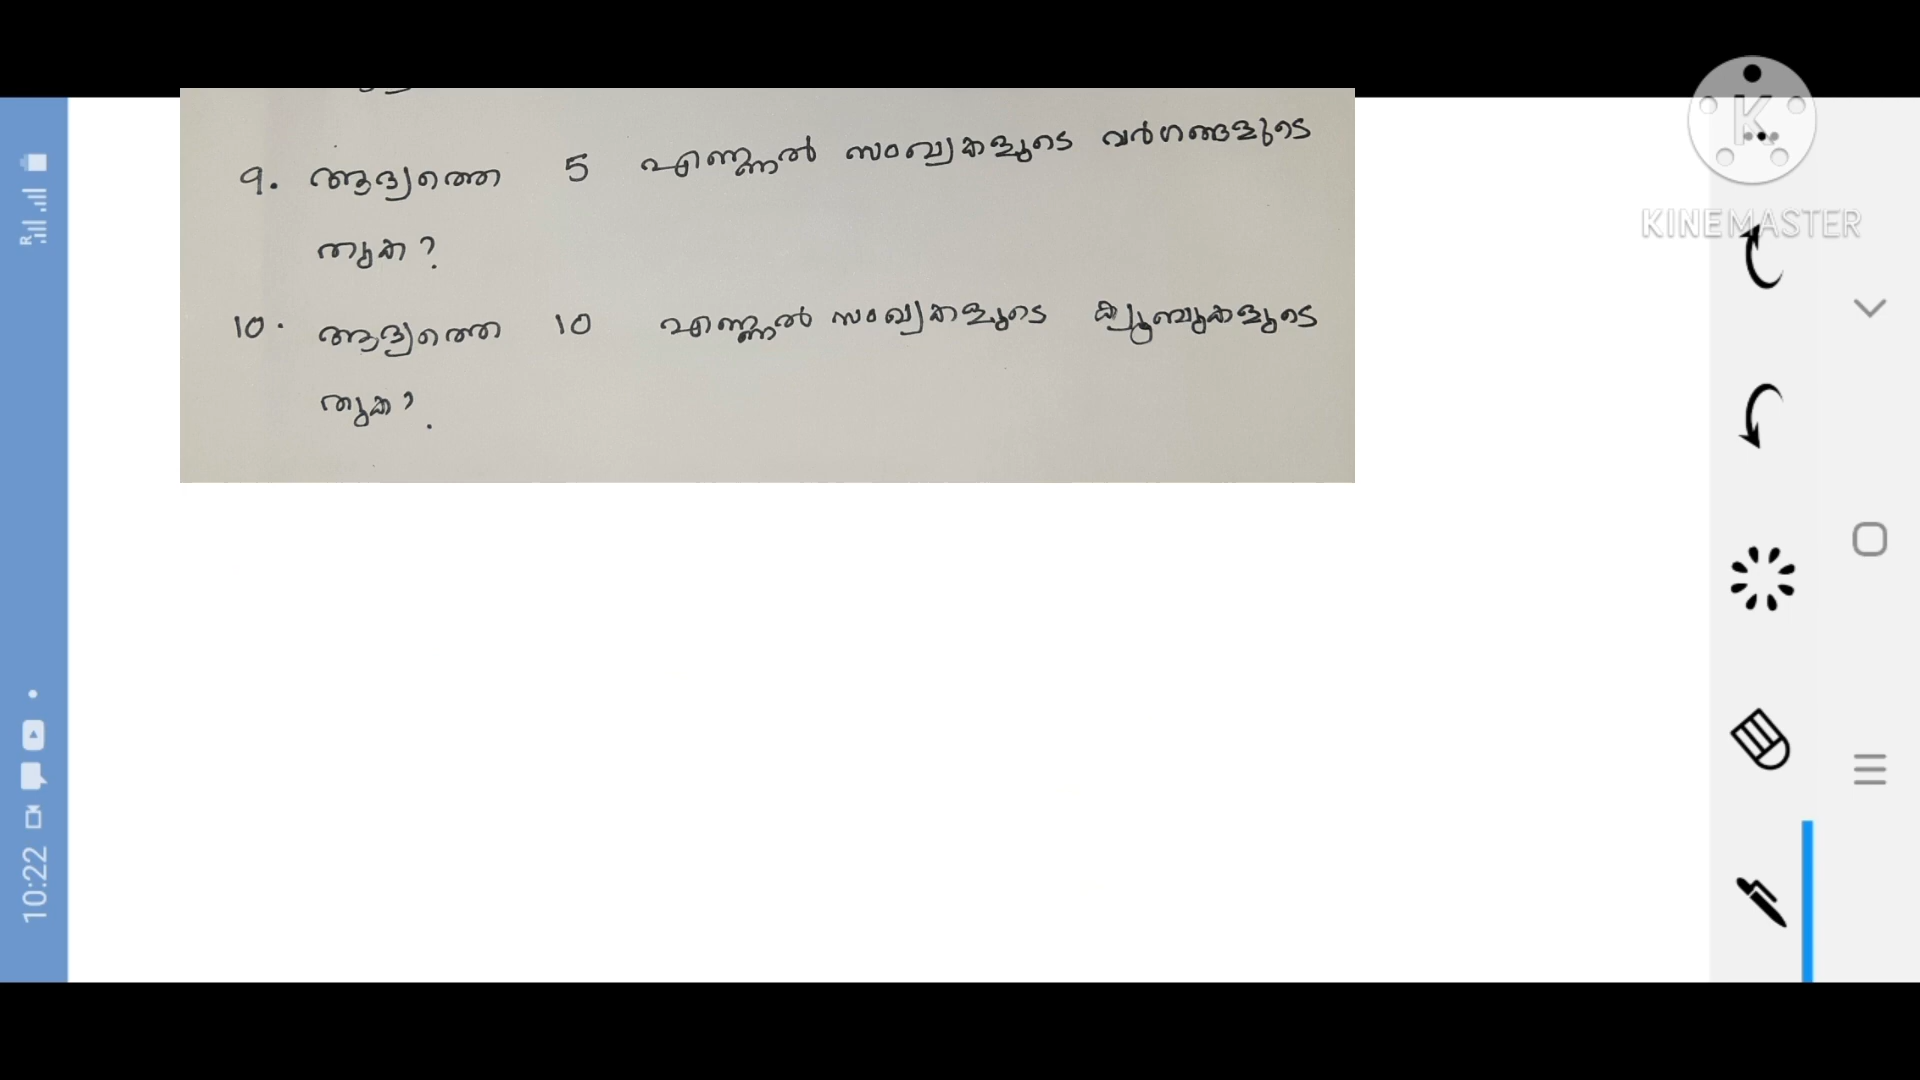 9. ആദ്യത്തെ 5 എണ്ണൽ സംഖ്യകളുടെ വർഗങ്ങളുടെ
തുക ?
10. ആദ്യത്തെ 10 എണ്ണൽ സംഖ്യകളുടെ ക്യൂബുകളുടെ
തുക ?
KINEMASTER
10:22